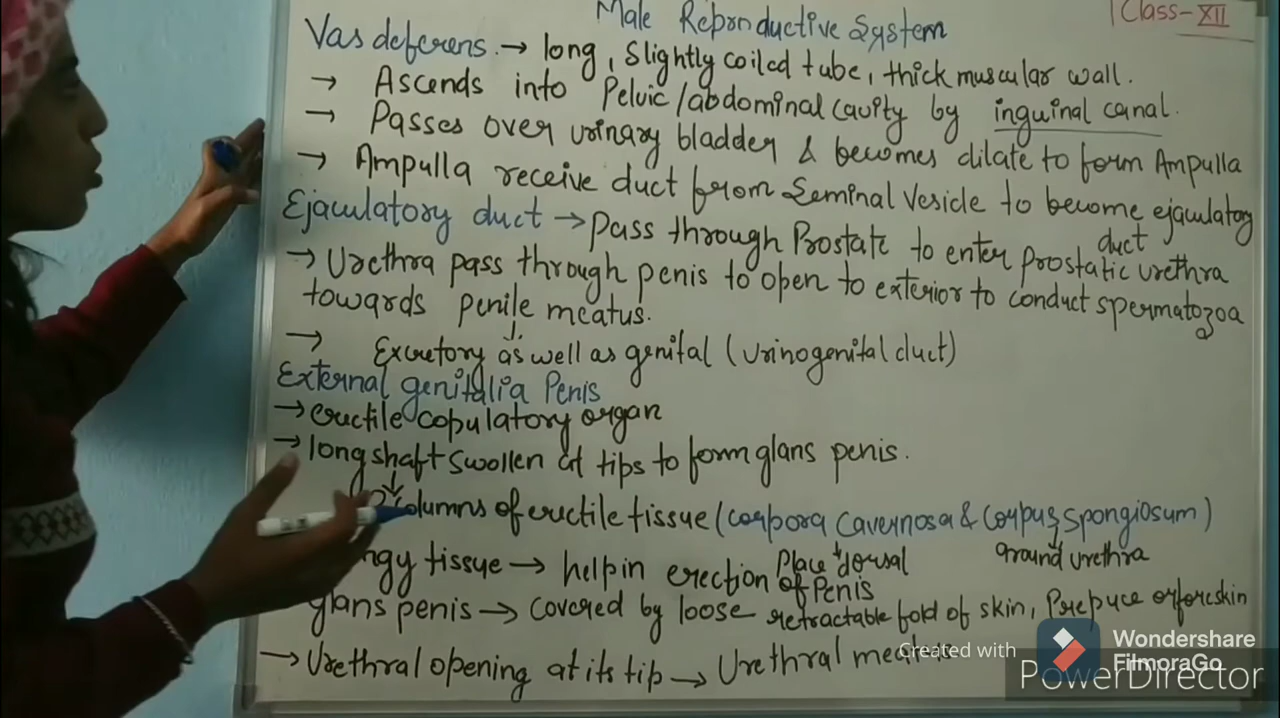 Male Reproductive System
Class-XII
Vas deferens. → long, Slightly coiled tube, thick muscular wall.
→ Ascends into Pelvic/abdominal cavity by inguinal canal.
→ Passes over urinary bladder & becomes dilate to form Ampulla
→ Ampulla receive duct from Seminal Vesicle to become ejaculatory duct
Ejaculatory duct → Pass through Prostate to enter prostatic urethra
→ Urethra pass through penis to open to exterior to conduct spermatozoa
towards penile meatus.
→ Excretory as well as genital (Urinogenital duct)
External genitalia Penis
→ erectile copulatory organ
→ long shaft swollen at tips to form glans penis.
columns of erectile tissue (corpora cavernosa & Corpus spongiosum)
tissue → help in erection
Place dorsal of Penis
around urethra
glans penis → covered by loose retractable fold of skin, Prepuce or foreskin
→ Urethral opening at its tip → Urethral meatus
Created with
Wondershare
FilmoraGo
PowerDirector